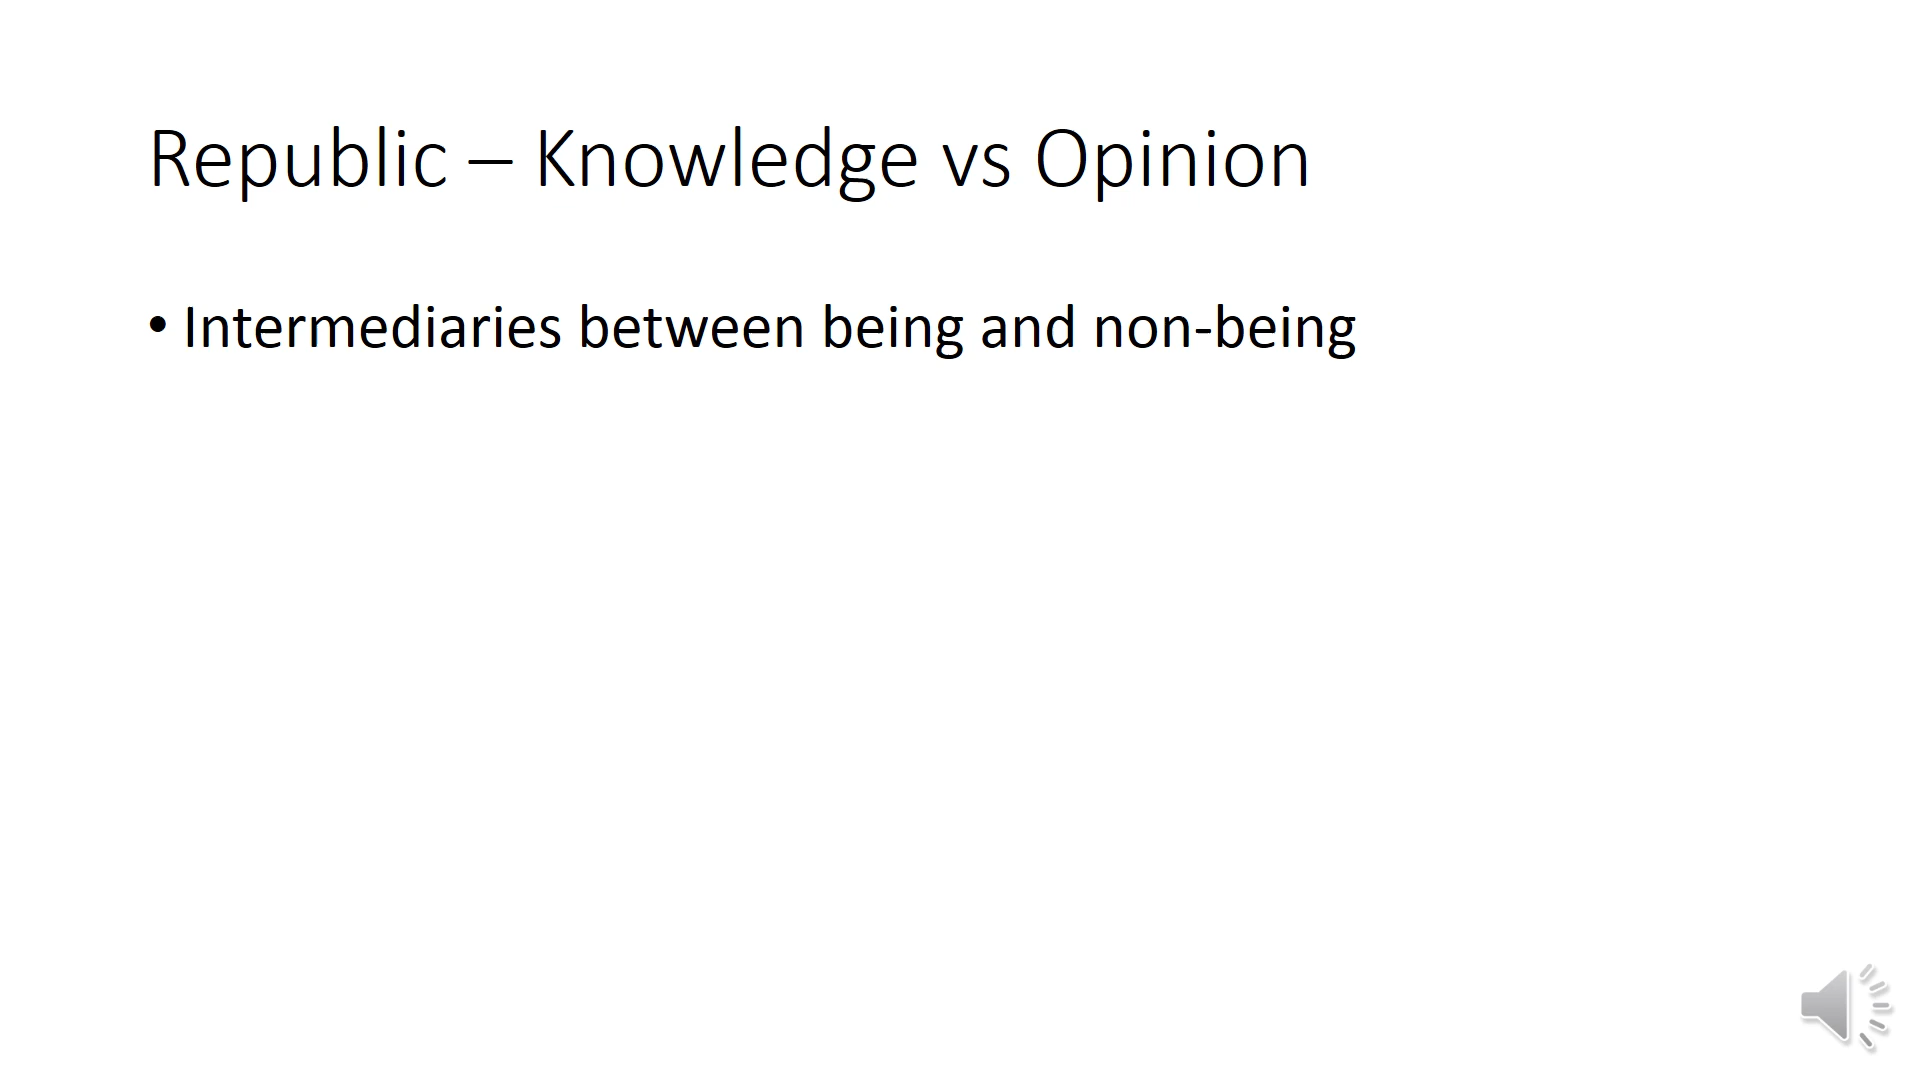 Republic – Knowledge vs Opinion
• Intermediaries between being and non-being